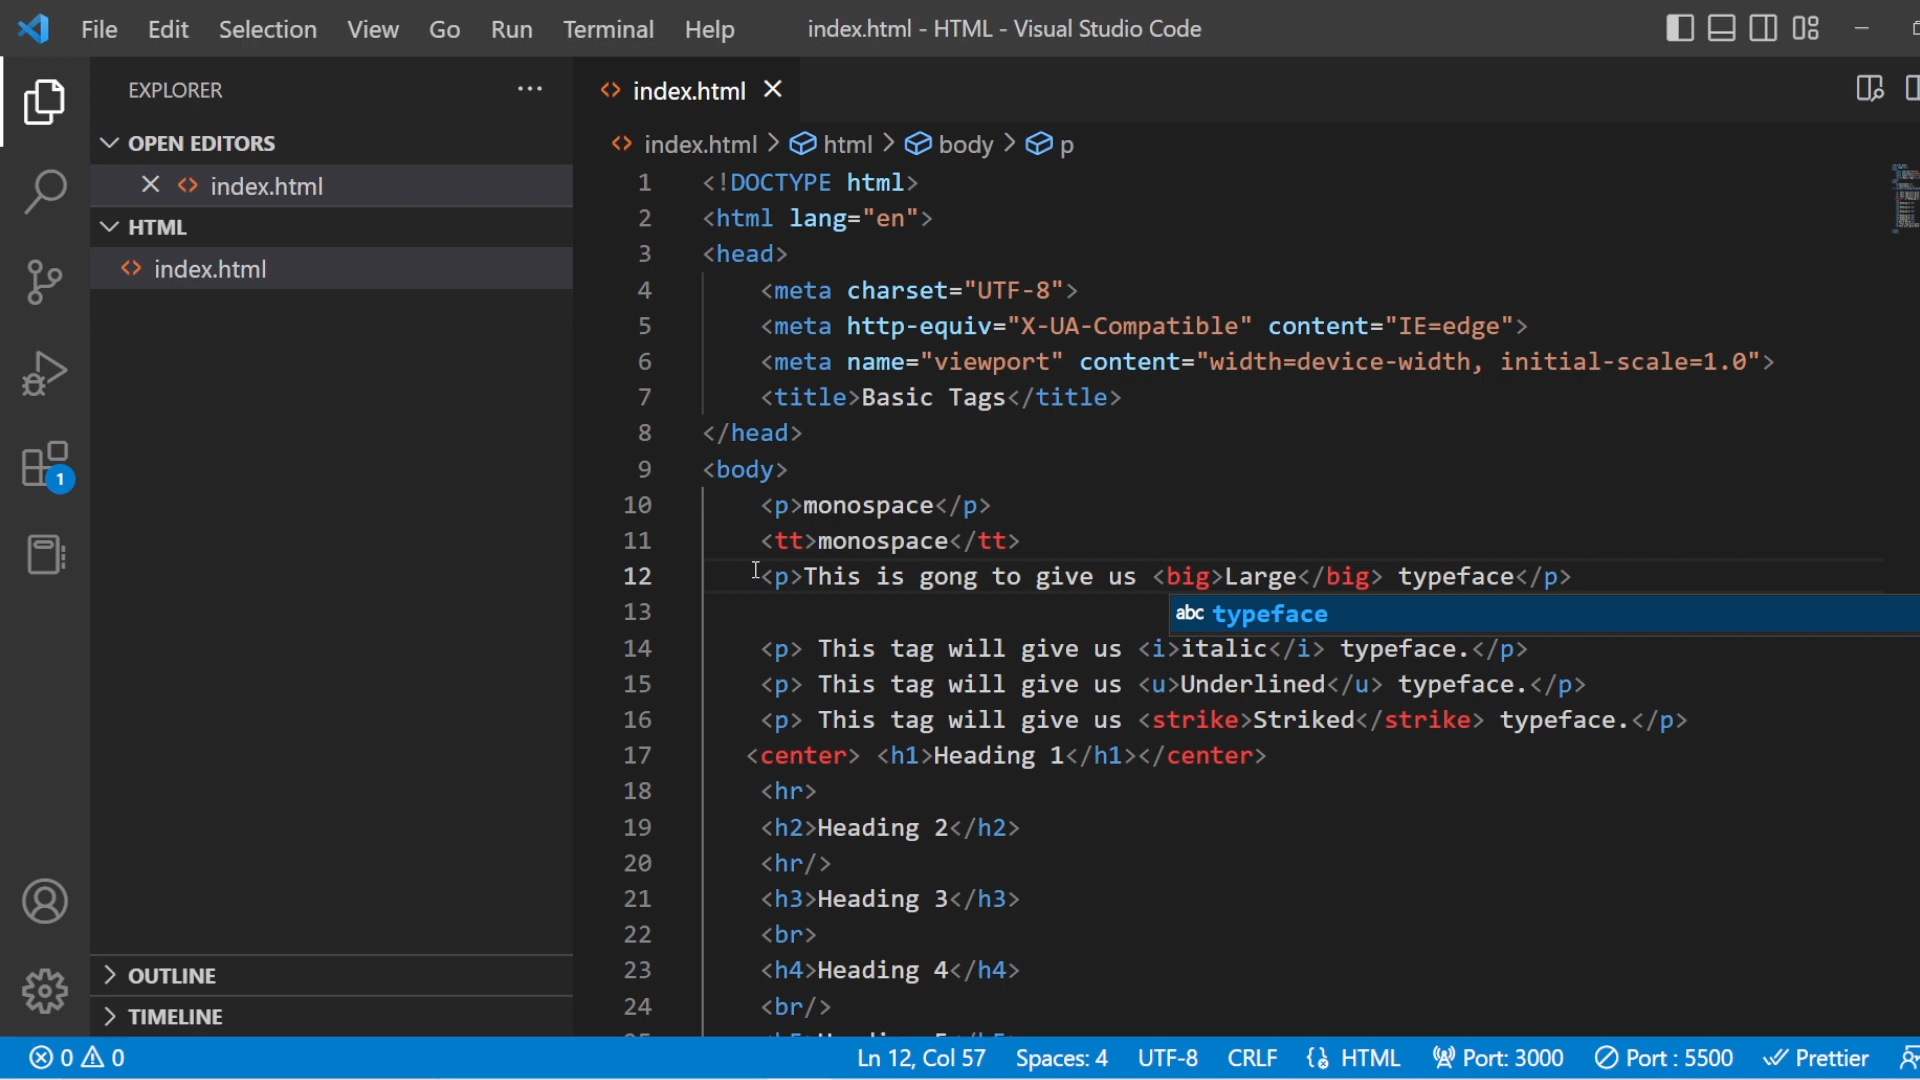 File Edit Selection View Go Run Terminal Help index.html - HTML - Visual Studio Code
EXPLORER
OPEN EDITORS
index.html
HTML
index.html
OUTLINE
TIMELINE
1
index.html
index.html > html > body > p
1 <!DOCTYPE html>
2 <html lang="en">
3 <head>
4 <meta charset="UTF-8">
5 <meta http-equiv="X-UA-Compatible" content="IE=edge">
6 <meta name="viewport" content="width=device-width, initial-scale=1.0">
7 <title>Basic Tags</title>
8 </head>
9 <body>
10 <p>monospace</p>
11 <tt>monospace</tt>
12 <p>This is gong to give us <big>Large</big> typeface</p>
13
abc typeface
14 <p> This tag will give us <i>italic</i> typeface.</p>
15 <p> This tag will give us <u>Underlined</u> typeface.</p>
16 <p> This tag will give us <strike>Striked</strike> typeface.</p>
17 <center> <h1>Heading 1</h1></center>
18 <hr>
19 <h2>Heading 2</h2>
20 <hr/>
21 <h3>Heading 3</h3>
22 <br>
23 <h4>Heading 4</h4>
24 <br/>
0 0 Ln 12, Col 57 Spaces: 4 UTF-8 CRLF HTML Port: 3000 Port : 5500 Prettier